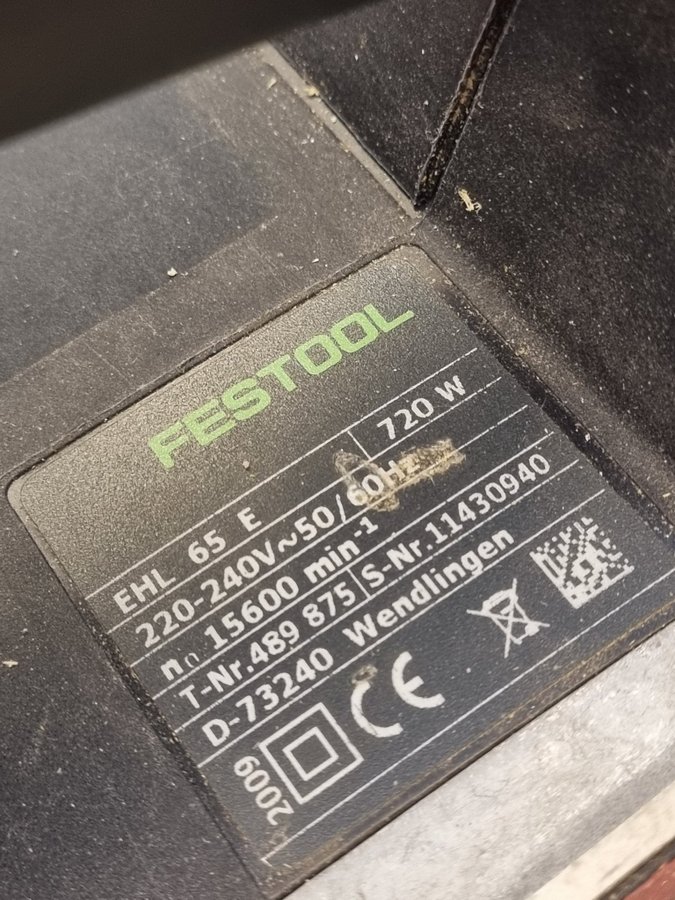 FESTOOL
EHL 65 E 720 W
220-240V~50/60Hz
n₀ 15600 min⁻¹
T-Nr.489 875 S-Nr.11430940
D-73240 Wendlingen
2009 CE